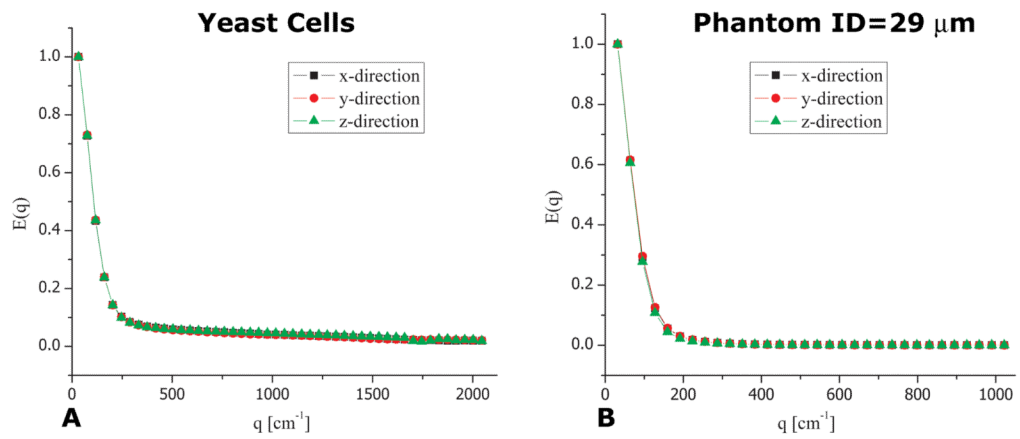 Yeast Cells
x-direction
y-direction
z-direction
1.0
0.8
0.6
0.4
0.2
0.0
E(q)
0 500 1000 1500 2000
A
q [cm-1]
Phantom ID=29 μm
x-direction
y-direction
z-direction
1.0
0.8
0.6
0.4
0.2
0.0
E(q)
0 200 400 600 800 1000
B
q [cm-1]